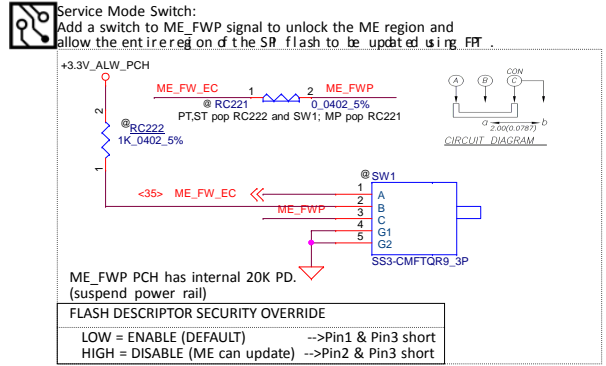 Service Mode Switch:
Add a switch to ME_FWP signal to unlock the ME region and
allow the entire region of the SPI flash to be updated using FPT .
+3.3V_ALW_PCH
ME_FW_EC 1 2 ME_FWP
@ RC221 0_0402_5%
PT,ST pop RC222 and SW1; MP pop RC221
CON
A B C
a b
2.00(0.0787)
CIRCUIT DIAGRAM
2
@ RC222
1K_0402_5%
1
@ SW1
<35> ME_FW_EC 1 A
2 B
ME_FWP 3 C
4 G1
5 G2
SS3-CMFTQR9_3P
ME_FWP PCH has internal 20K PD.
(suspend power rail)
FLASH DESCRIPTOR SECURITY OVERRIDE
LOW = ENABLE (DEFAULT) -->Pin1 & Pin3 short
HIGH = DISABLE (ME can update) -->Pin2 & Pin3 short